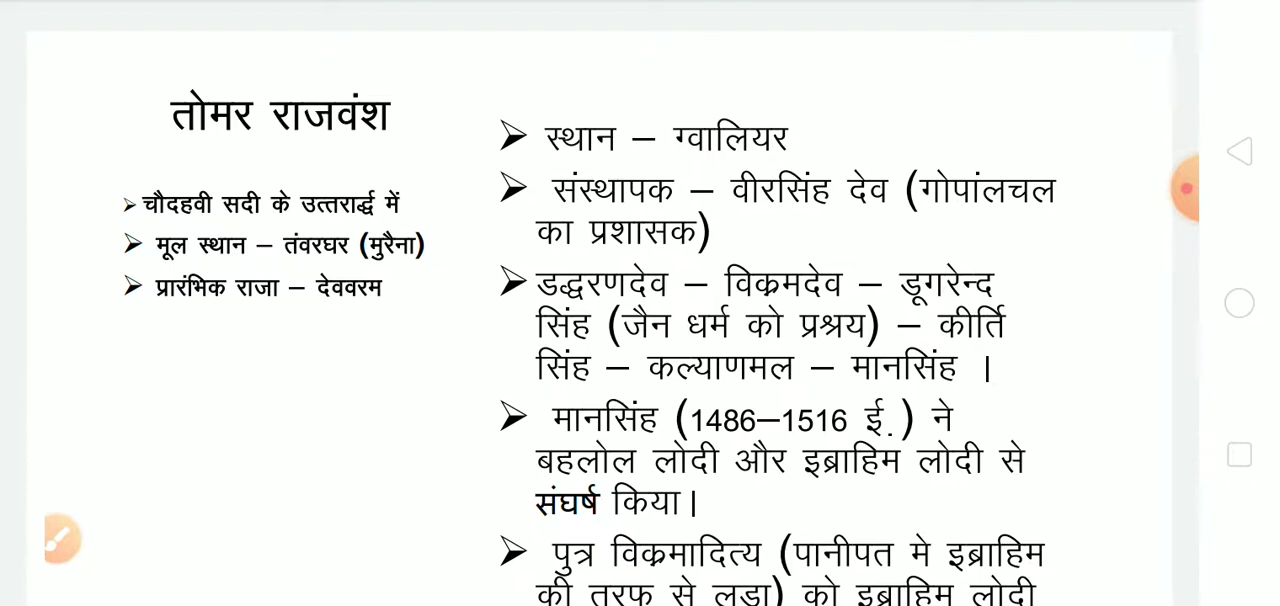 तोमर राजवंश
➢ चौदहवी सदी के उत्तरार्द्ध में
➢ मूल स्थान – तंवरघर (मुरैना)
➢ प्रारंभिक राजा – देववरम
➢ स्थान – ग्वालियर
➢ संस्थापक – वीरसिंह देव (गोपांलचल
का प्रशासक)
➢ डद्धरणदेव – विक्रमदेव – डूगरेन्द
सिंह (जैन धर्म को प्रश्रय) – कीर्ति
सिंह – कल्याणमल – मानसिंह ।
➢ मानसिंह (1486–1516 ई.) ने
बहलोल लोदी और इब्राहिम लोदी से
संघर्ष किया।
➢ पुत्र विक्रमादित्य (पानीपत मे इब्राहिम
की तरफ से लडा) को इब्राहिम लोदी